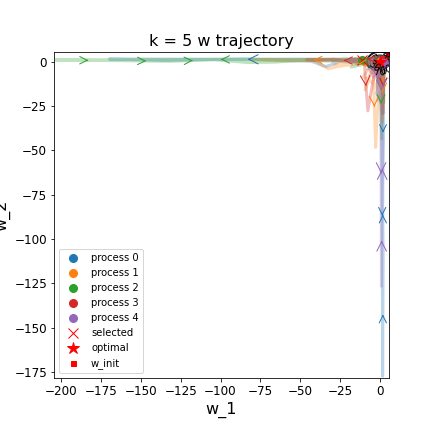 k = 5 w trajectory
0
−25
−50
−75
−100
−125
−150
−175
w_2
process 0
process 1
process 2
process 3
process 4
selected
optimal
w_init
−200 −175 −150 −125 −100 −75 −50 −25 0
w_1